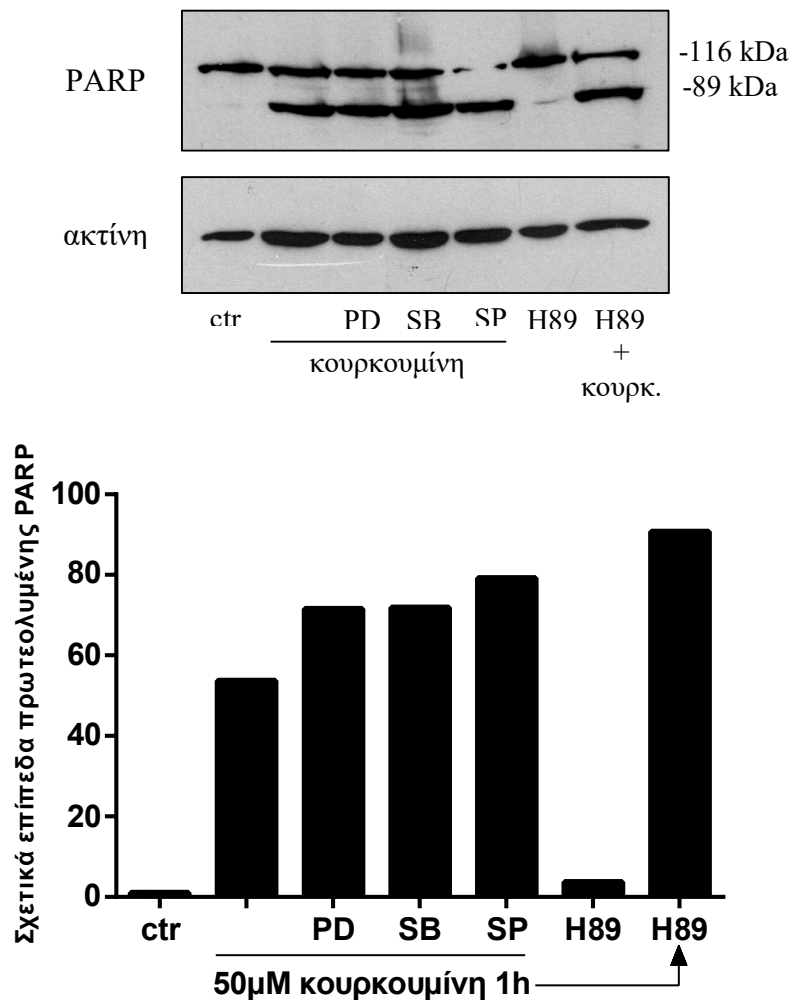 PARP
-116 kDa
-89 kDa
ακτίνη
ctr PD SB SP H89 H89
+
κουρκουμίνη
κουρκ.
Σχετικά επίπεδα πρωτεολυμένης PARP
100
80
60
40
20
0
ctr PD SB SP H89 H89
50μM κουρκουμίνη 1h